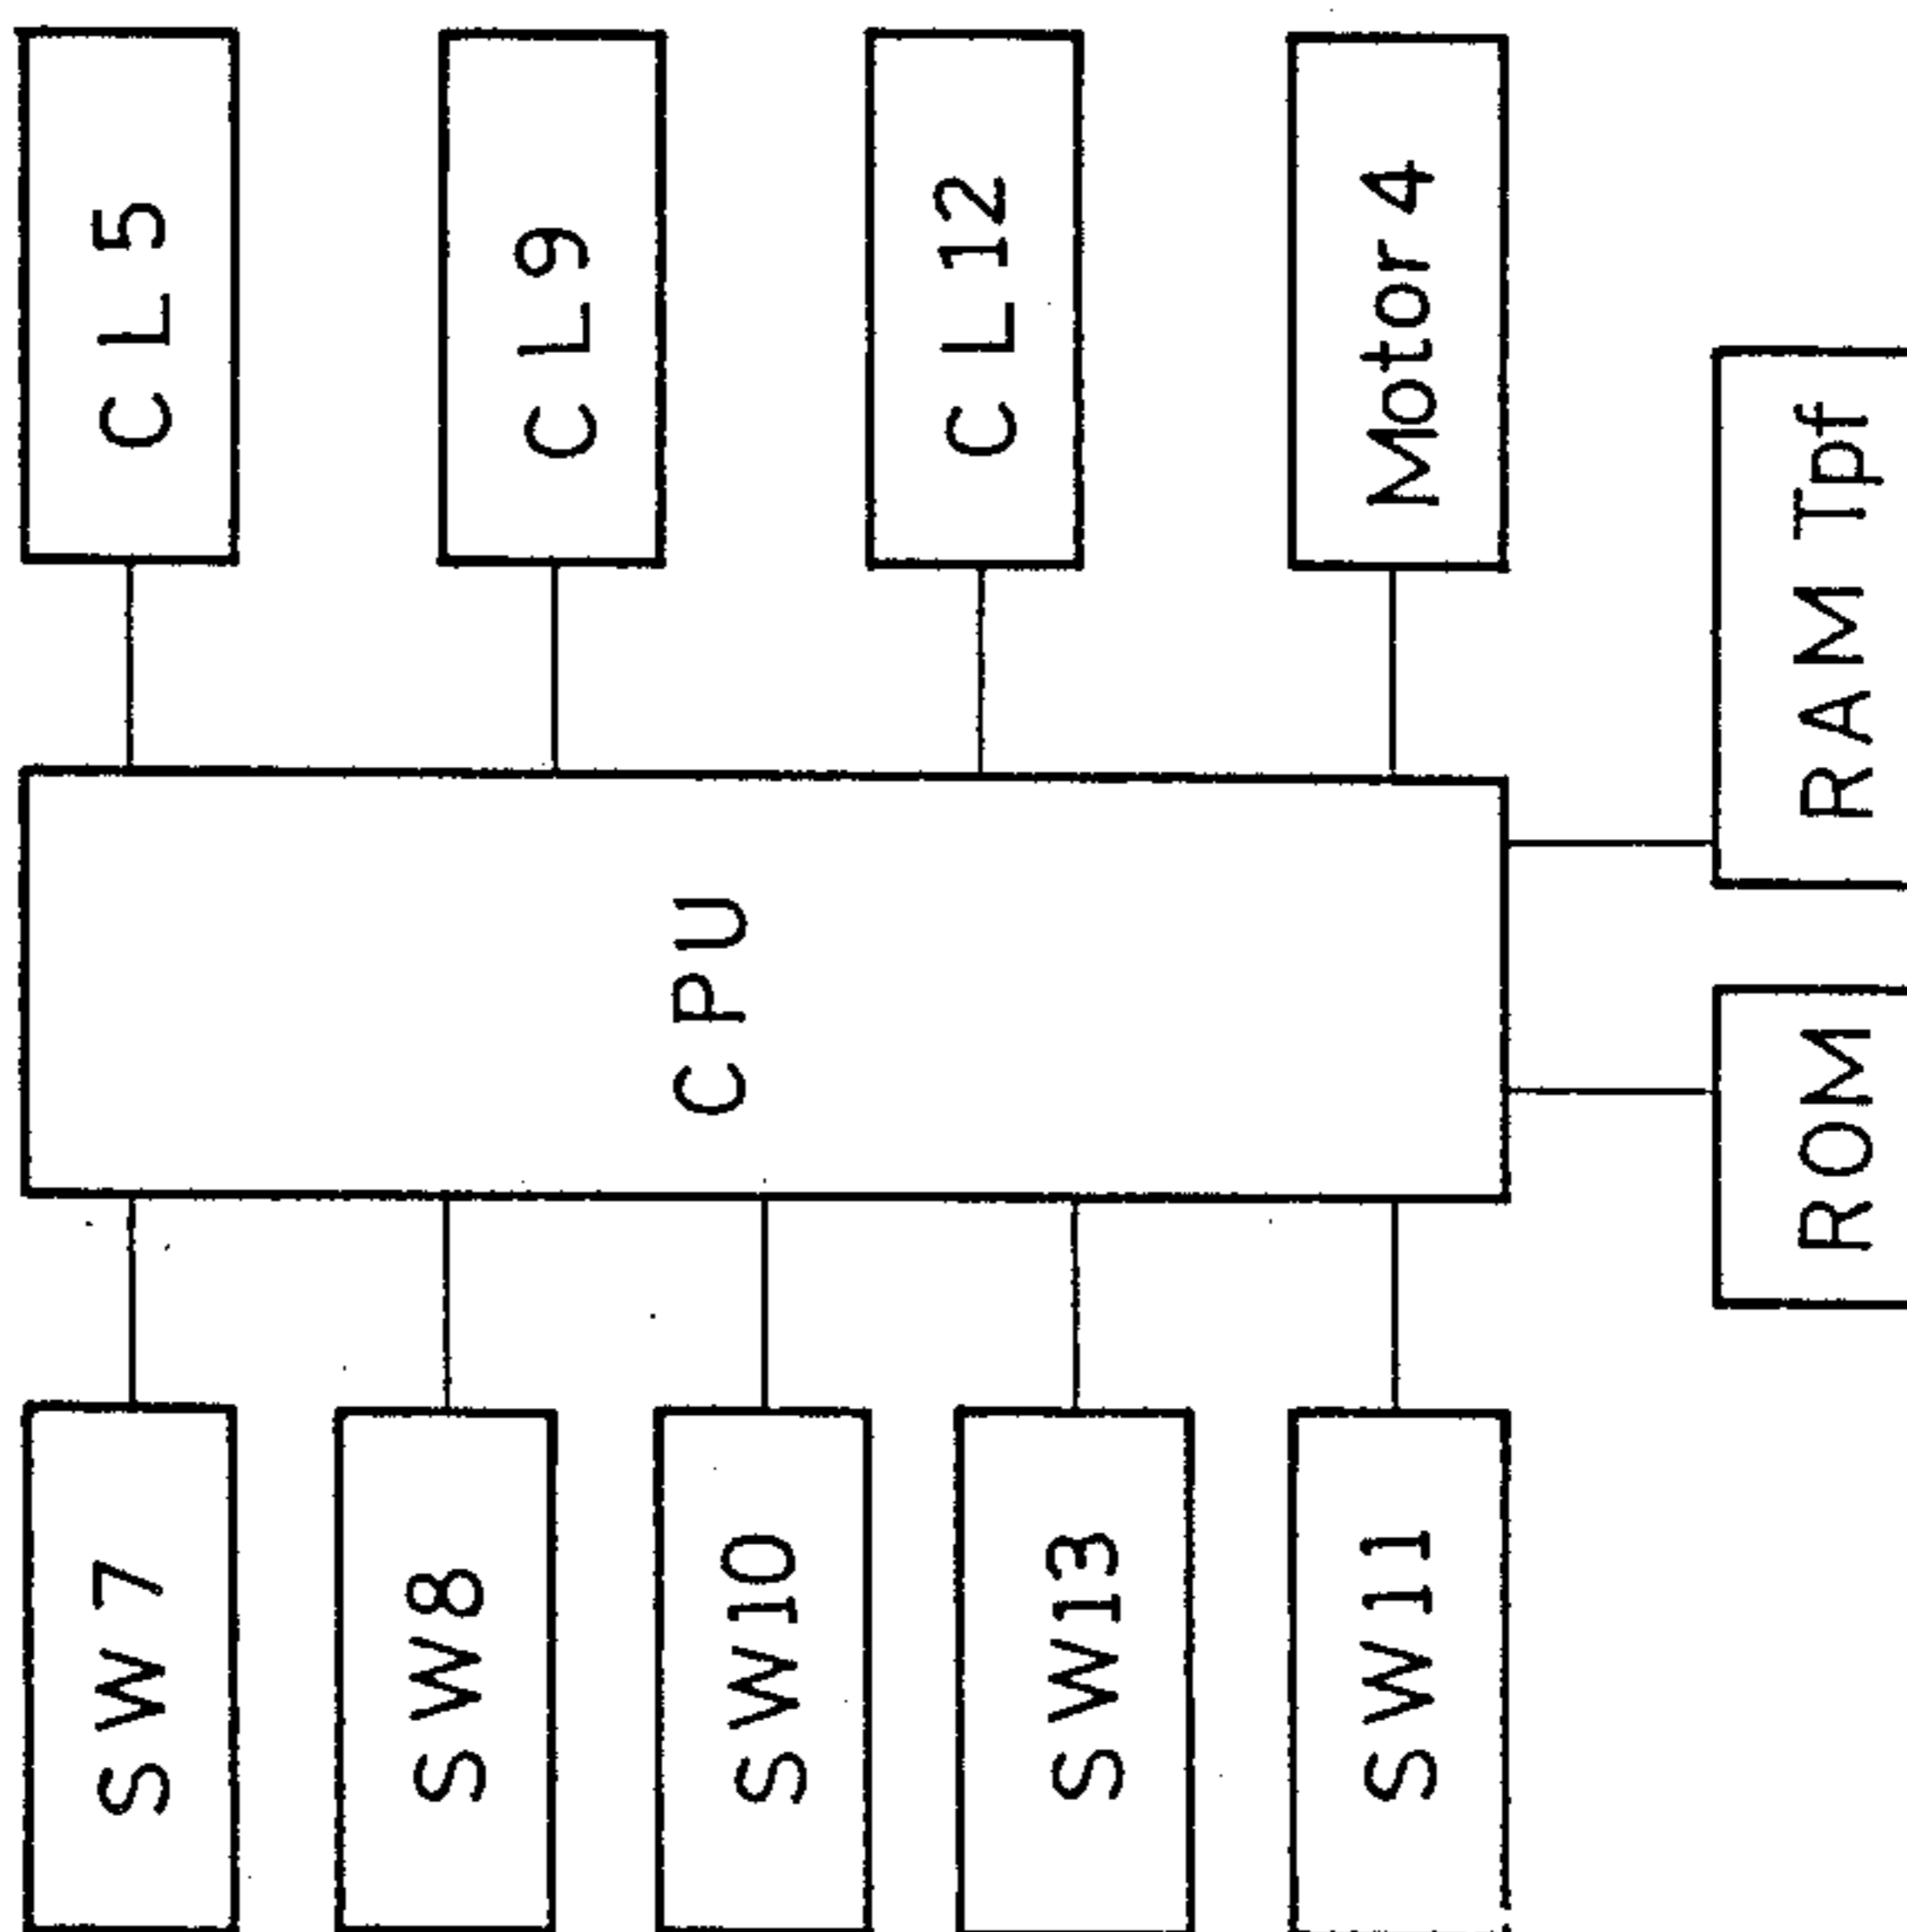 SW7
SW8
SW10
SW13
SW11
CPU
CL5
CL9
CL12
Motor 4
ROM
RAM Tpf